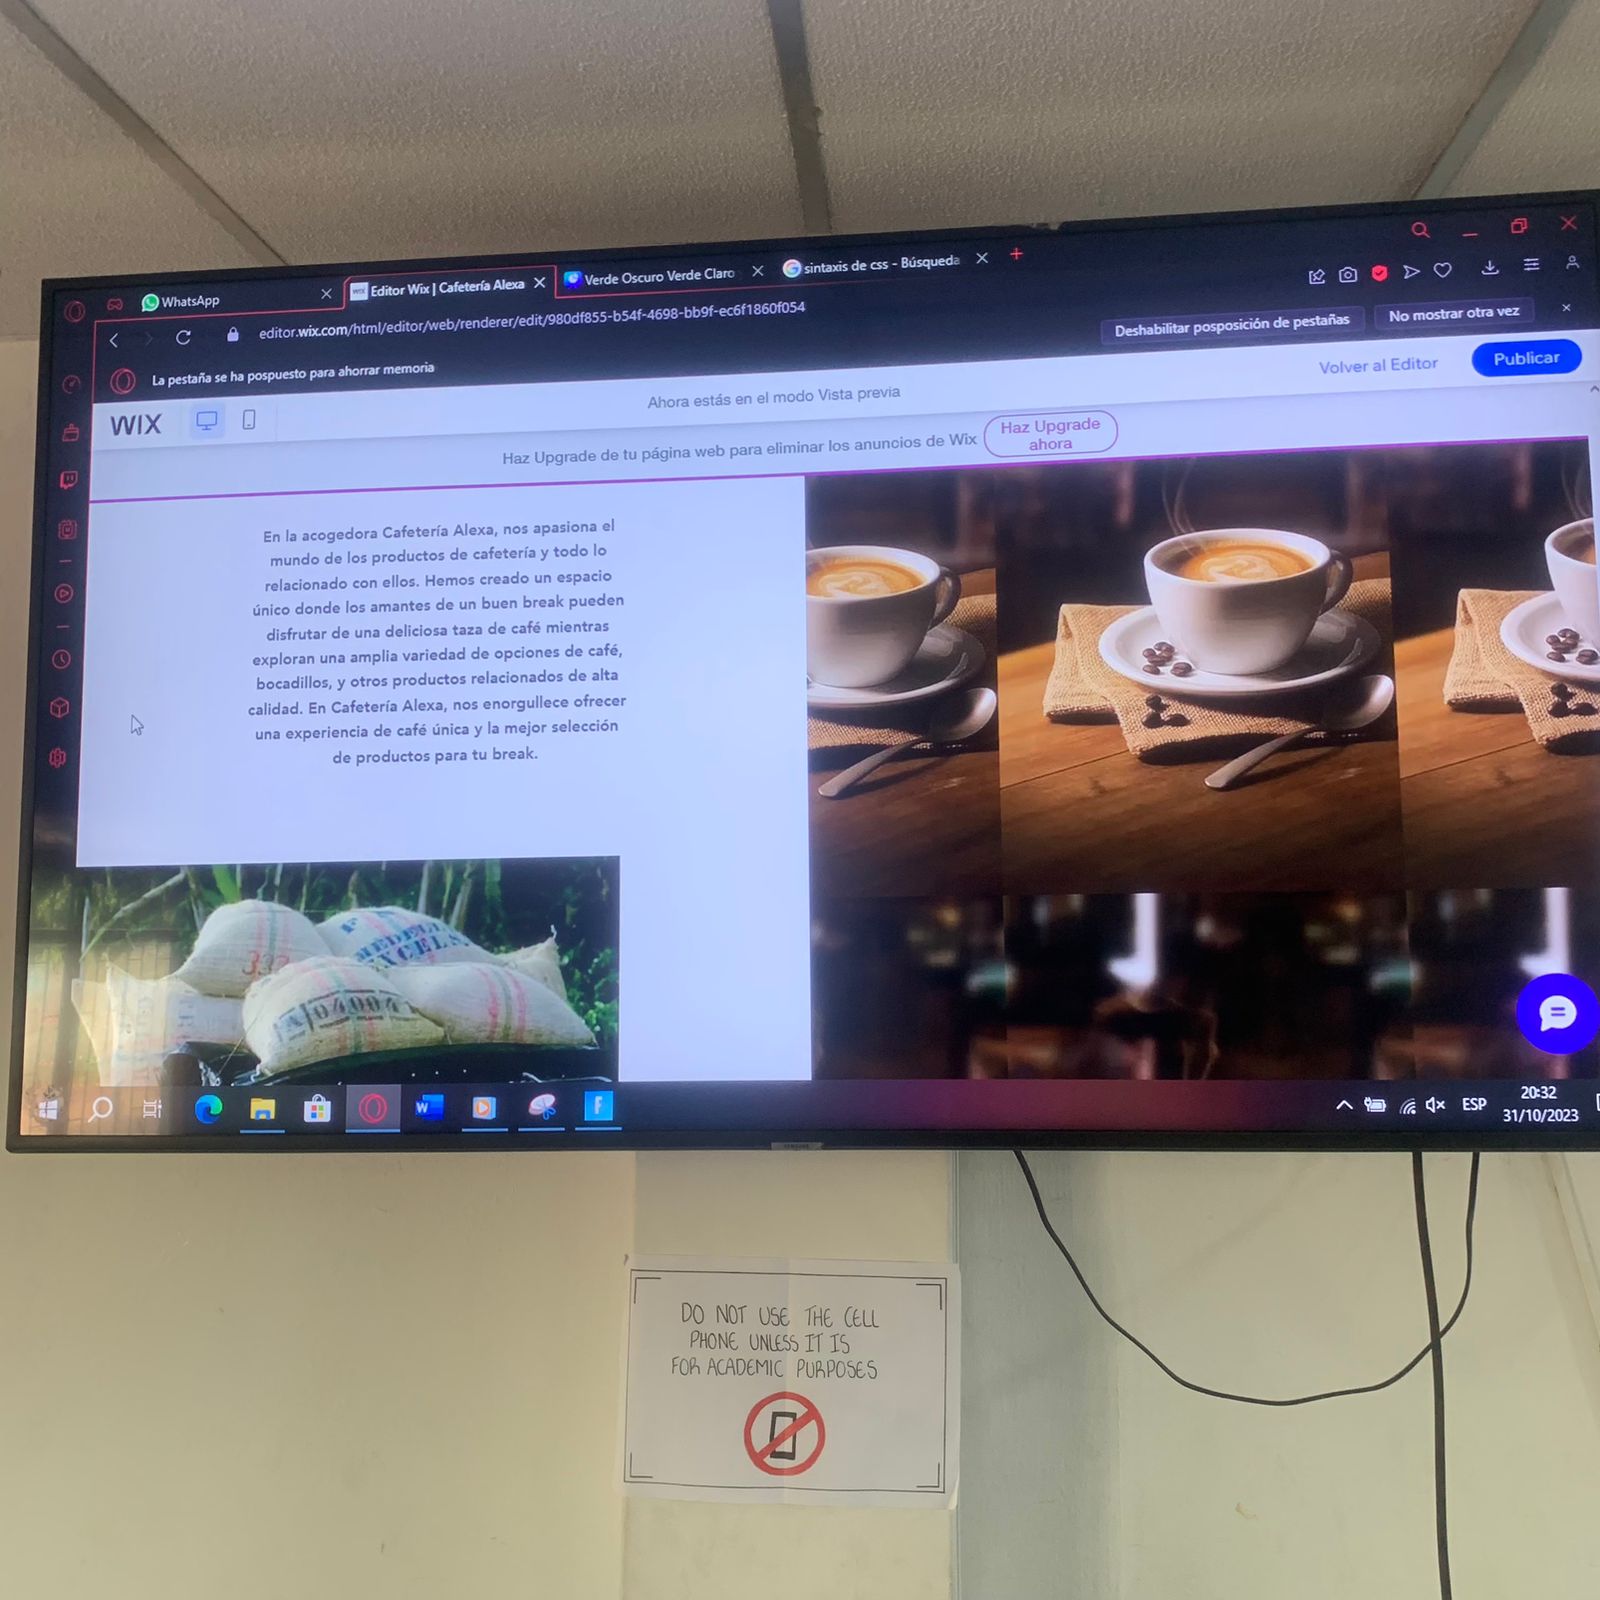 WhatsApp
WIX Editor Wix | Cafetería Alexa
Verde Oscuro Verde Claro
sintaxis de css - Búsqueda
editor.wix.com/html/editor/web/renderer/edit/980df855-b54f-4698-bb9f-ec6f1860f054
La pestaña se ha pospuesto para ahorrar memoria
Deshabilitar posposición de pestañas
No mostrar otra vez
WIX
Ahora estás en el modo Vista previa
Volver al Editor
Publicar
Haz Upgrade de tu página web para eliminar los anuncios de Wix
Haz Upgrade
ahora
En la acogedora Cafetería Alexa, nos apasiona el
mundo de los productos de cafetería y todo lo
relacionado con ellos. Hemos creado un espacio
único donde los amantes de un buen break pueden
disfrutar de una deliciosa taza de café mientras
exploran una amplia variedad de opciones de café,
bocadillos, y otros productos relacionados de alta
calidad. En Cafetería Alexa, nos enorgullece ofrecer
una experiencia de café única y la mejor selección
de productos para tu break.
W
F
ESP
20:32
31/10/2023
DO NOT USE THE CELL
PHONE UNLESS IT IS
FOR ACADEMIC PURPOSES